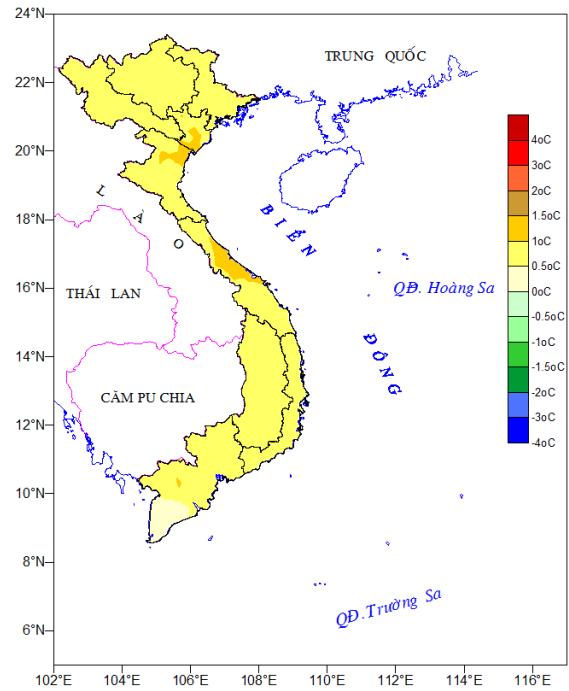 24°N
TRUNG QUỐC
22°N
20°N
18°N
16°N
14°N
12°N
10°N
8°N
6°N
LÀO
BIỂN
THÁI LAN
QĐ. Hoàng Sa
ĐÔNG
CĂM PU CHIA
QĐ. Trường Sa
4oC
3oC
2oC
1.5oC
1oC
0.5oC
0oC
-0.5oC
-1oC
-1.5oC
-2oC
-3oC
-4oC
102°E 104°E 106°E 108°E 110°E 112°E 114°E 116°E